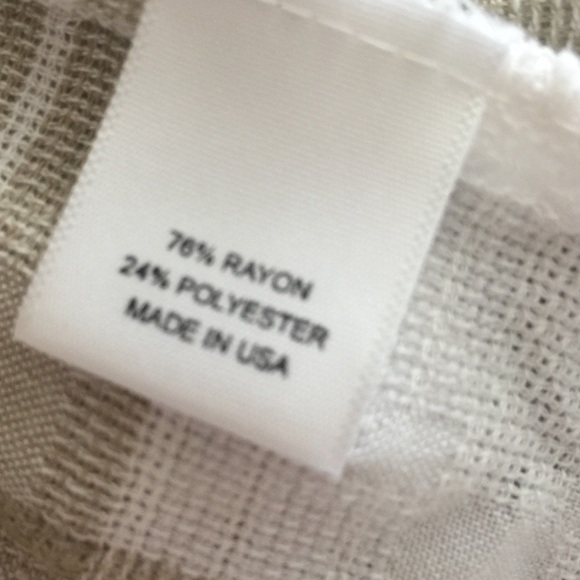 76% RAYON
24% POLYESTER
MADE IN USA